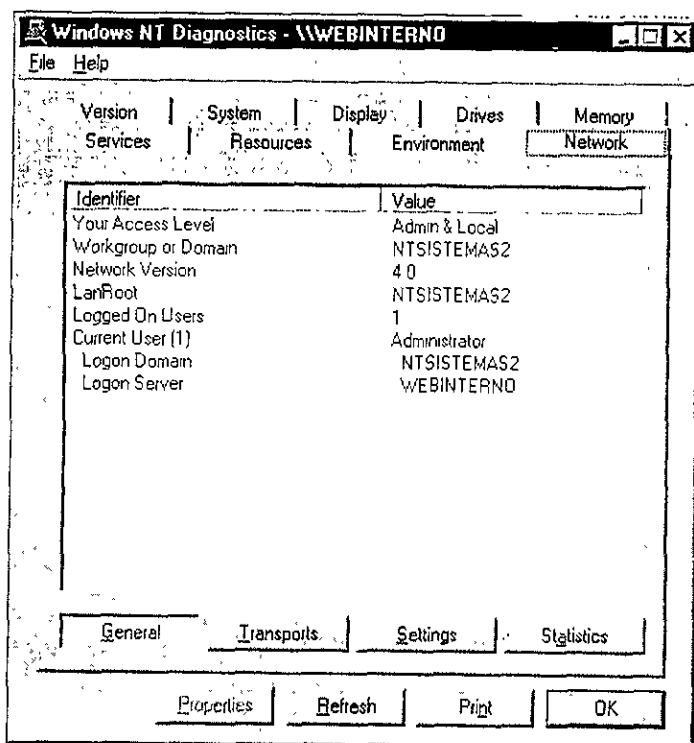 Windows NT Diagnostics - \\WEBINTERNO
File Help
Version System Display Drives Memory
Services Resources Environment Network
Identifier Value
Your Access Level Admin & Local
Workgroup or Domain NTSISTEMAS2
Network Version 4.0
LanRoot NTSISTEMAS2
Logged On Users 1
Current User (1) Administrator
Logon Domain NTSISTEMAS2
Logon Server WEBINTERNO
General Transports Settings Statistics
Properties Refresh Print OK